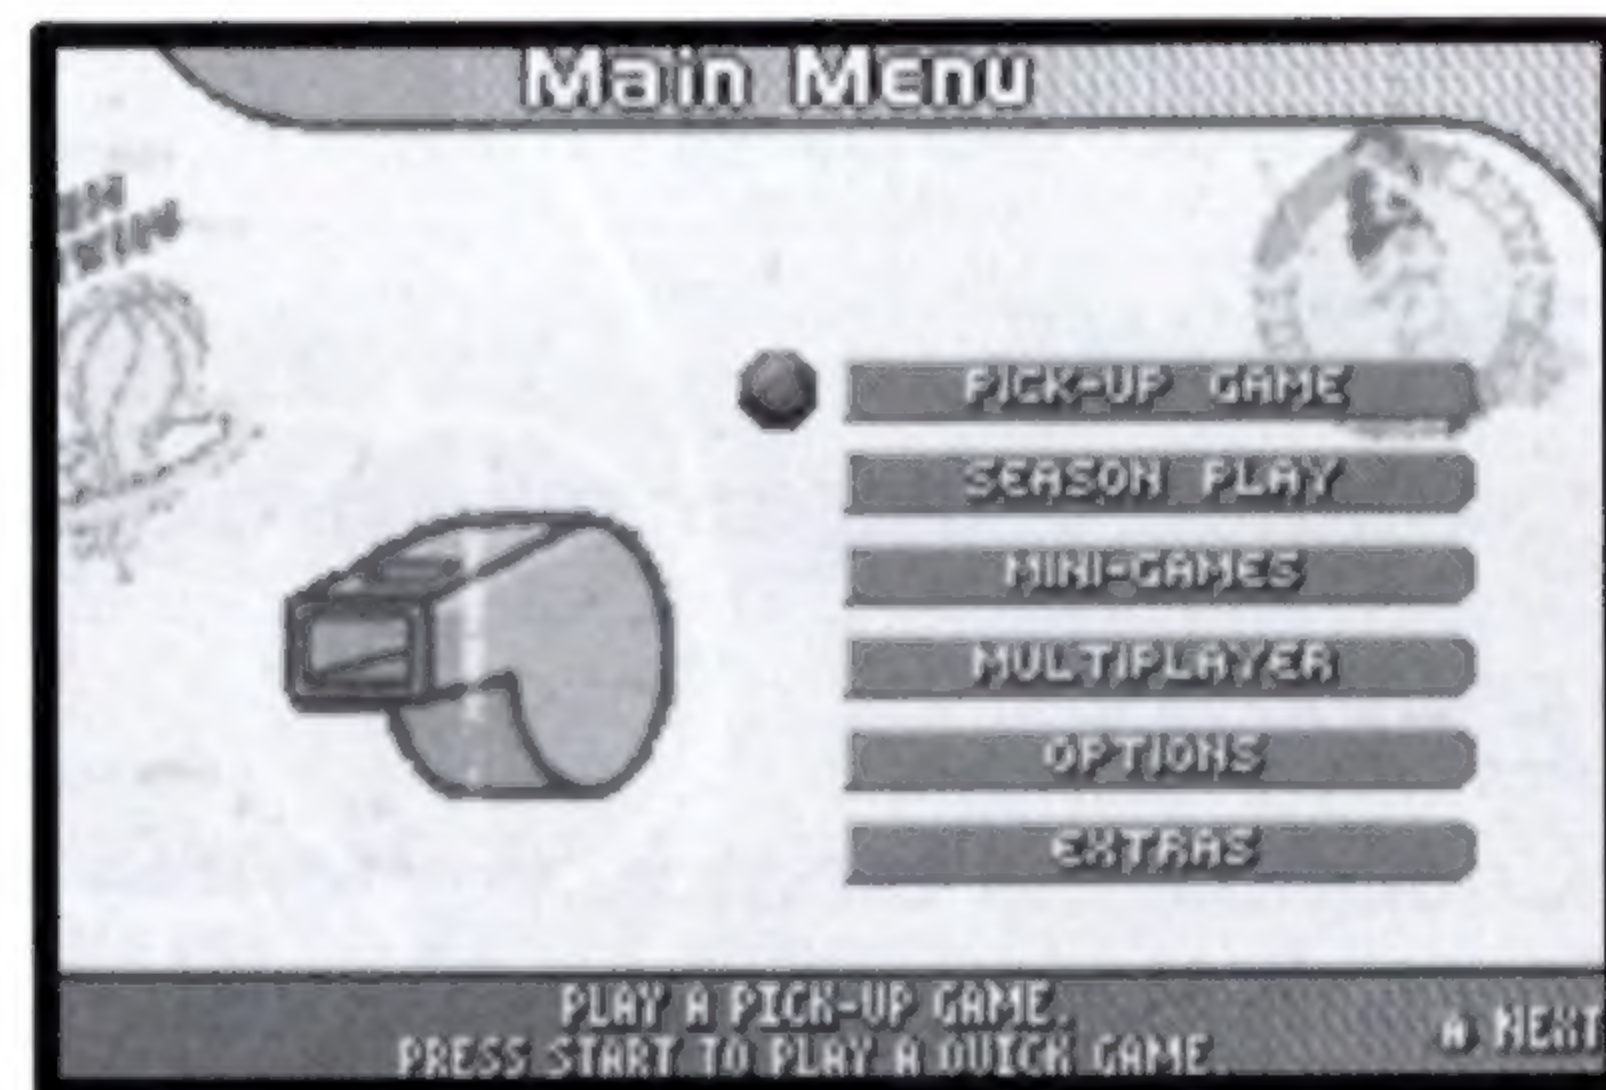 Main Menu
PICK-UP GAME
SEASON PLAY
MINI-GAMES
MULTIPLAYER
OPTIONS
EXTRAS
PLAY A PICK-UP GAME.
PRESS START TO PLAY A QUICK GAME.
A NEXT